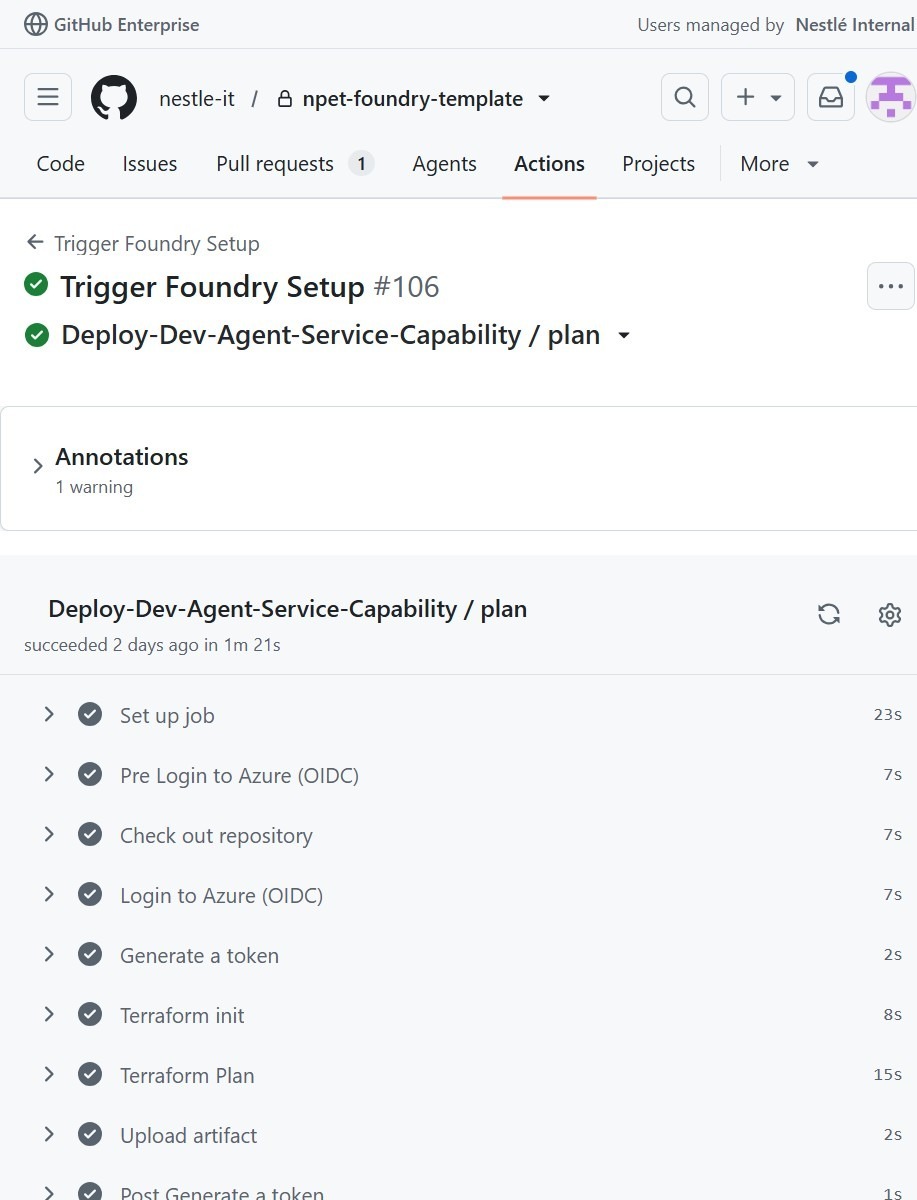 GitHub Enterprise
Users managed by Nestlé Internal
nestle-it / npet-foundry-template
Code Issues Pull requests 1 Agents Actions Projects More
Trigger Foundry Setup
Trigger Foundry Setup #106
Deploy-Dev-Agent-Service-Capability / plan
Annotations
1 warning
Deploy-Dev-Agent-Service-Capability / plan
succeeded 2 days ago in 1m 21s
Set up job 23s
Pre Login to Azure (OIDC) 7s
Check out repository 7s
Login to Azure (OIDC) 7s
Generate a token 2s
Terraform init 8s
Terraform Plan 15s
Upload artifact 2s
Post Generate a token 1s